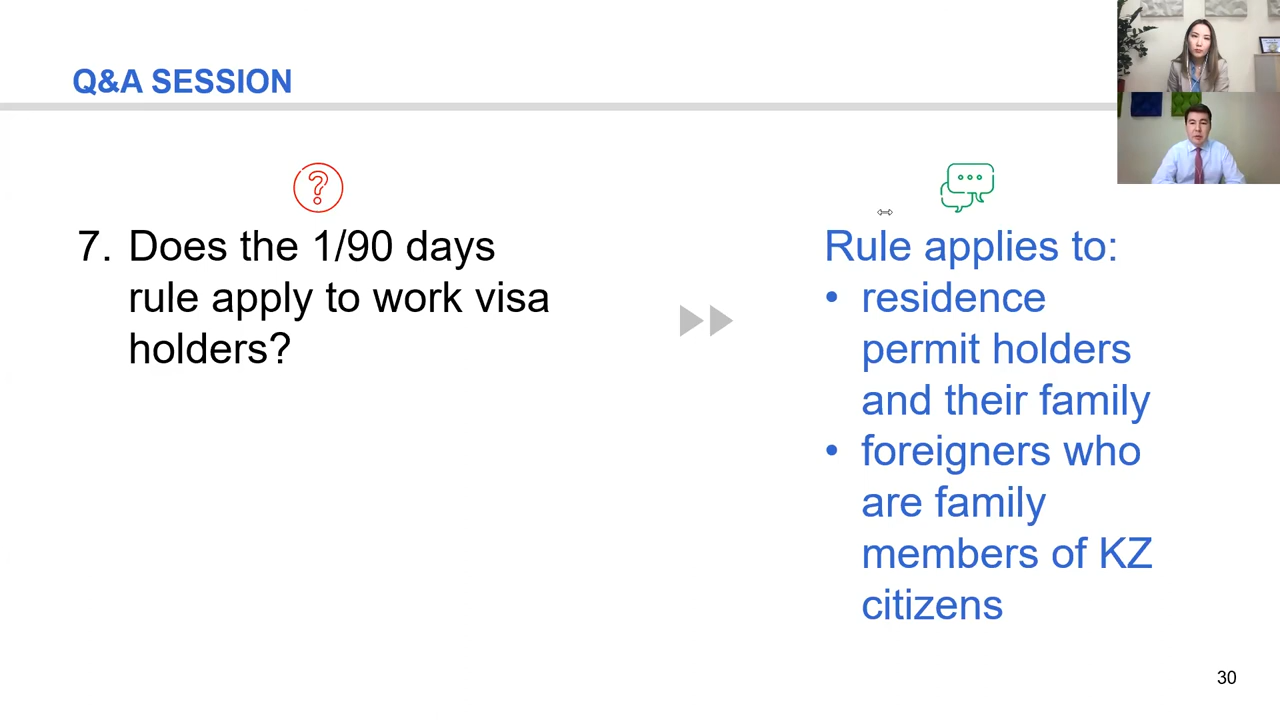 Q&A SESSION
7. Does the 1/90 days
rule apply to work visa
holders?
Rule applies to:
• residence
permit holders
and their family
• foreigners who
are family
members of KZ
citizens
30